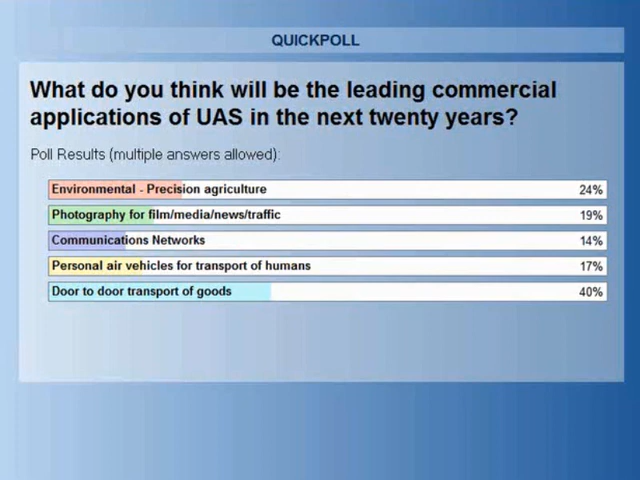 QUICKPOLL
What do you think will be the leading commercial
applications of UAS in the next twenty years?
Poll Results (multiple answers allowed):
Environmental - Precision agriculture 24%
Photography for film/media/news/traffic 19%
Communications Networks 14%
Personal air vehicles for transport of humans 17%
Door to door transport of goods 40%